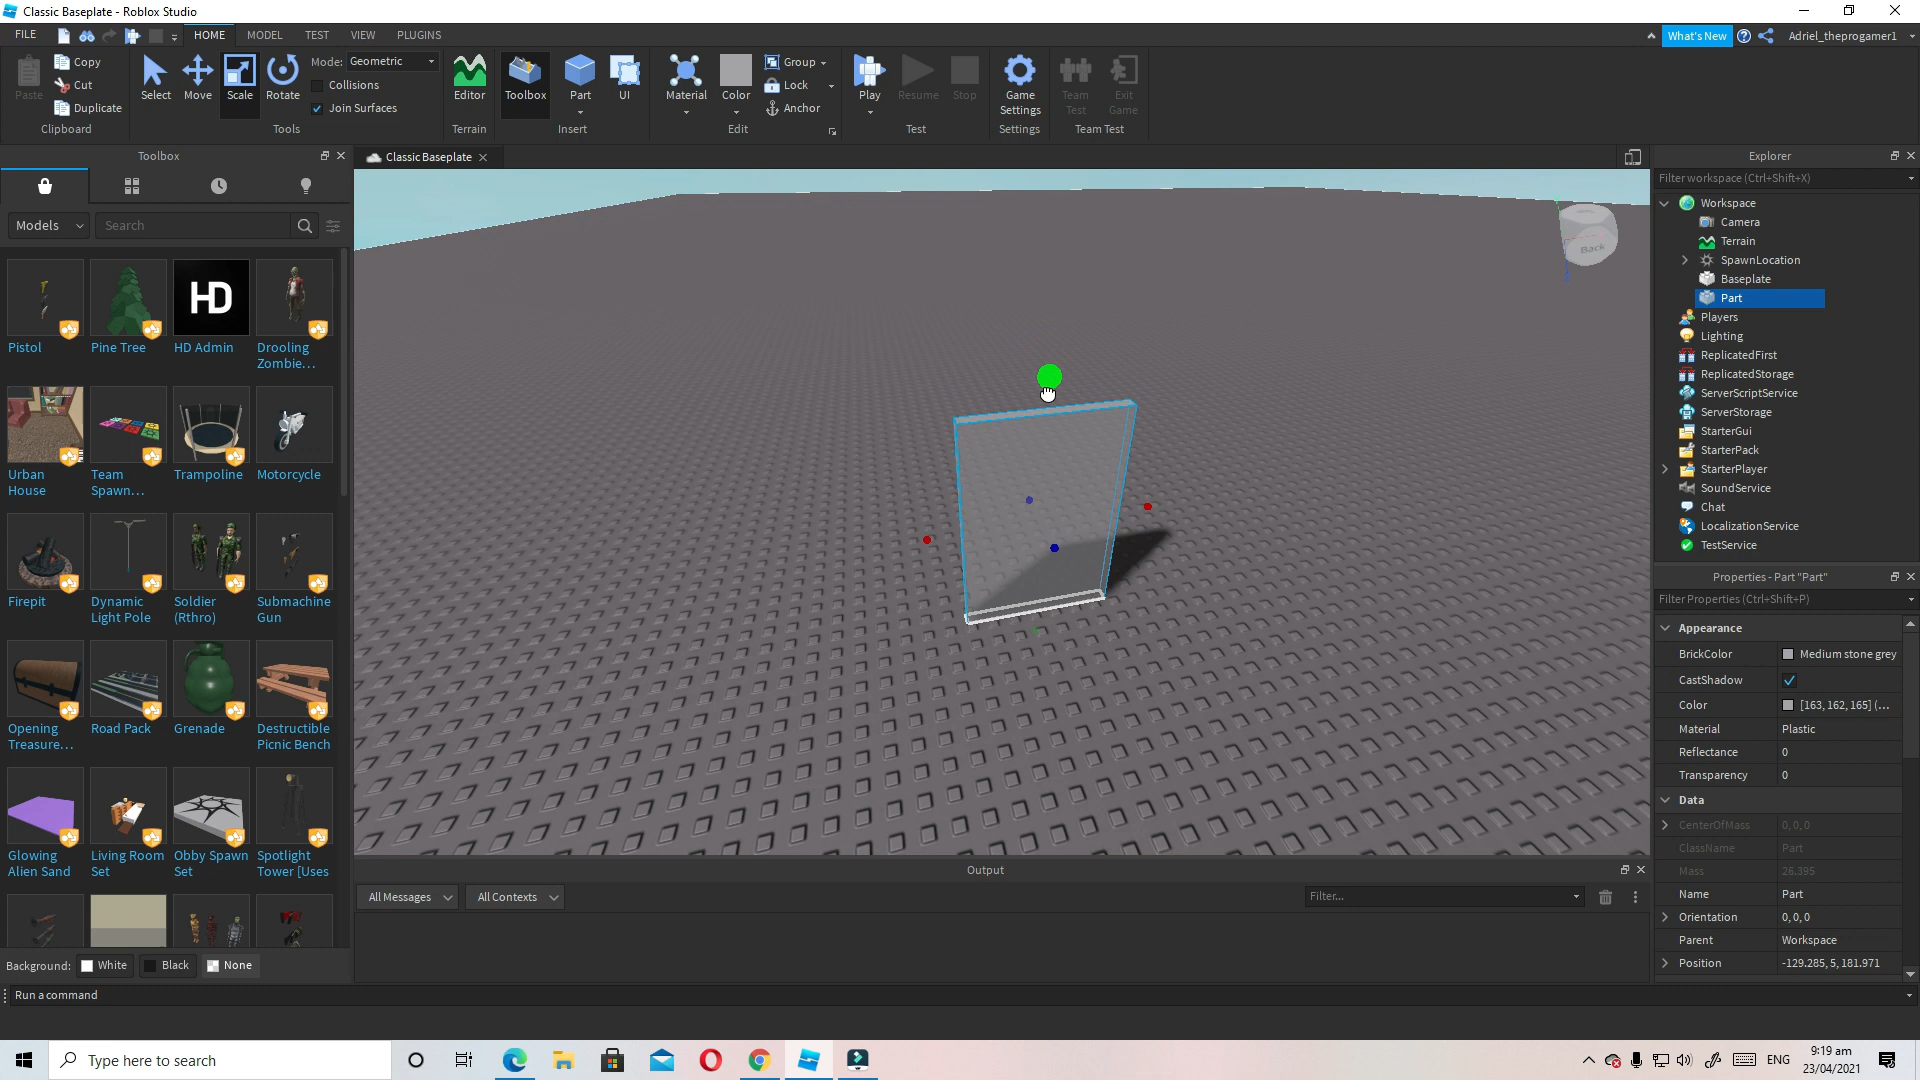 Classic Baseplate - Roblox Studio
FILE HOME MODEL TEST VIEW PLUGINS What's New Adriel_theprogamer1
Paste Copy Cut Duplicate Clipboard
Select Move Scale Rotate Mode: Geometric Collisions Join Surfaces Tools
Editor Terrain
Toolbox Part UI Insert
Material Color Group Lock Anchor Edit
Play Resume Stop Test
Game Settings Settings
Team Test Exit Game Team Test
Toolbox
Models Search
Pistol Pine Tree HD Admin Drooling Zombie...
HD
Urban House Team Spawn... Trampoline Motorcycle
Firepit Dynamic Light Pole Soldier (Rthro) Submachine Gun
Opening Treasure... Road Pack Grenade Destructible Picnic Bench
Glowing Alien Sand Living Room Set Obby Spawn Set Spotlight Tower [Uses
Background: White Black None
Classic Baseplate
Back
Output
All Messages All Contexts Filter...
Explorer
Filter workspace (Ctrl+Shift+X)
Workspace
Camera
Terrain
SpawnLocation
Baseplate
Part
Players
Lighting
ReplicatedFirst
ReplicatedStorage
ServerScriptService
ServerStorage
StarterGui
StarterPack
StarterPlayer
SoundService
Chat
LocalizationService
TestService
Properties - Part "Part"
Filter Properties (Ctrl+Shift+P)
Appearance
BrickColor Medium stone grey
CastShadow
Color [163, 162, 165] (...
Material Plastic
Reflectance 0
Transparency 0
Data
CenterOfMass 0, 0, 0
ClassName Part
Mass 26.395
Name Part
Orientation 0, 0, 0
Parent Workspace
Position -129.285, 5, 181.971
Run a command
Type here to search
ENG
9:19 am
23/04/2021